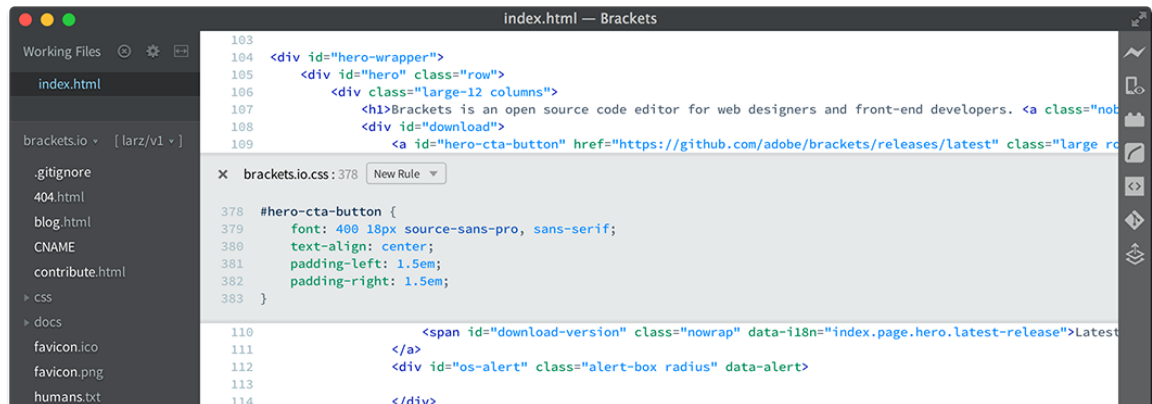 index.html — Brackets
Working Files
index.html
brackets.io [ larz/v1 ]
.gitignore
404.html
blog.html
CNAME
contribute.html
css
docs
favicon.ico
favicon.png
humans.txt
103
104 <div id="hero-wrapper">
105 <div id="hero" class="row">
106 <div class="large-12 columns">
107 <h1>Brackets is an open source code editor for web designers and front-end developers. <a class="nob
108 <div id="download">
109 <a id="hero-cta-button" href="https://github.com/adobe/brackets/releases/latest" class="large ro
brackets.io.css : 378 New Rule
378 #hero-cta-button {
379 font: 400 18px source-sans-pro, sans-serif;
380 text-align: center;
381 padding-left: 1.5em;
382 padding-right: 1.5em;
383 }
110 <span id="download-version" class="nowrap" data-i18n="index.page.hero.latest-release">Latest
111 </a>
112 <div id="os-alert" class="alert-box radius" data-alert>
113
114 </div>